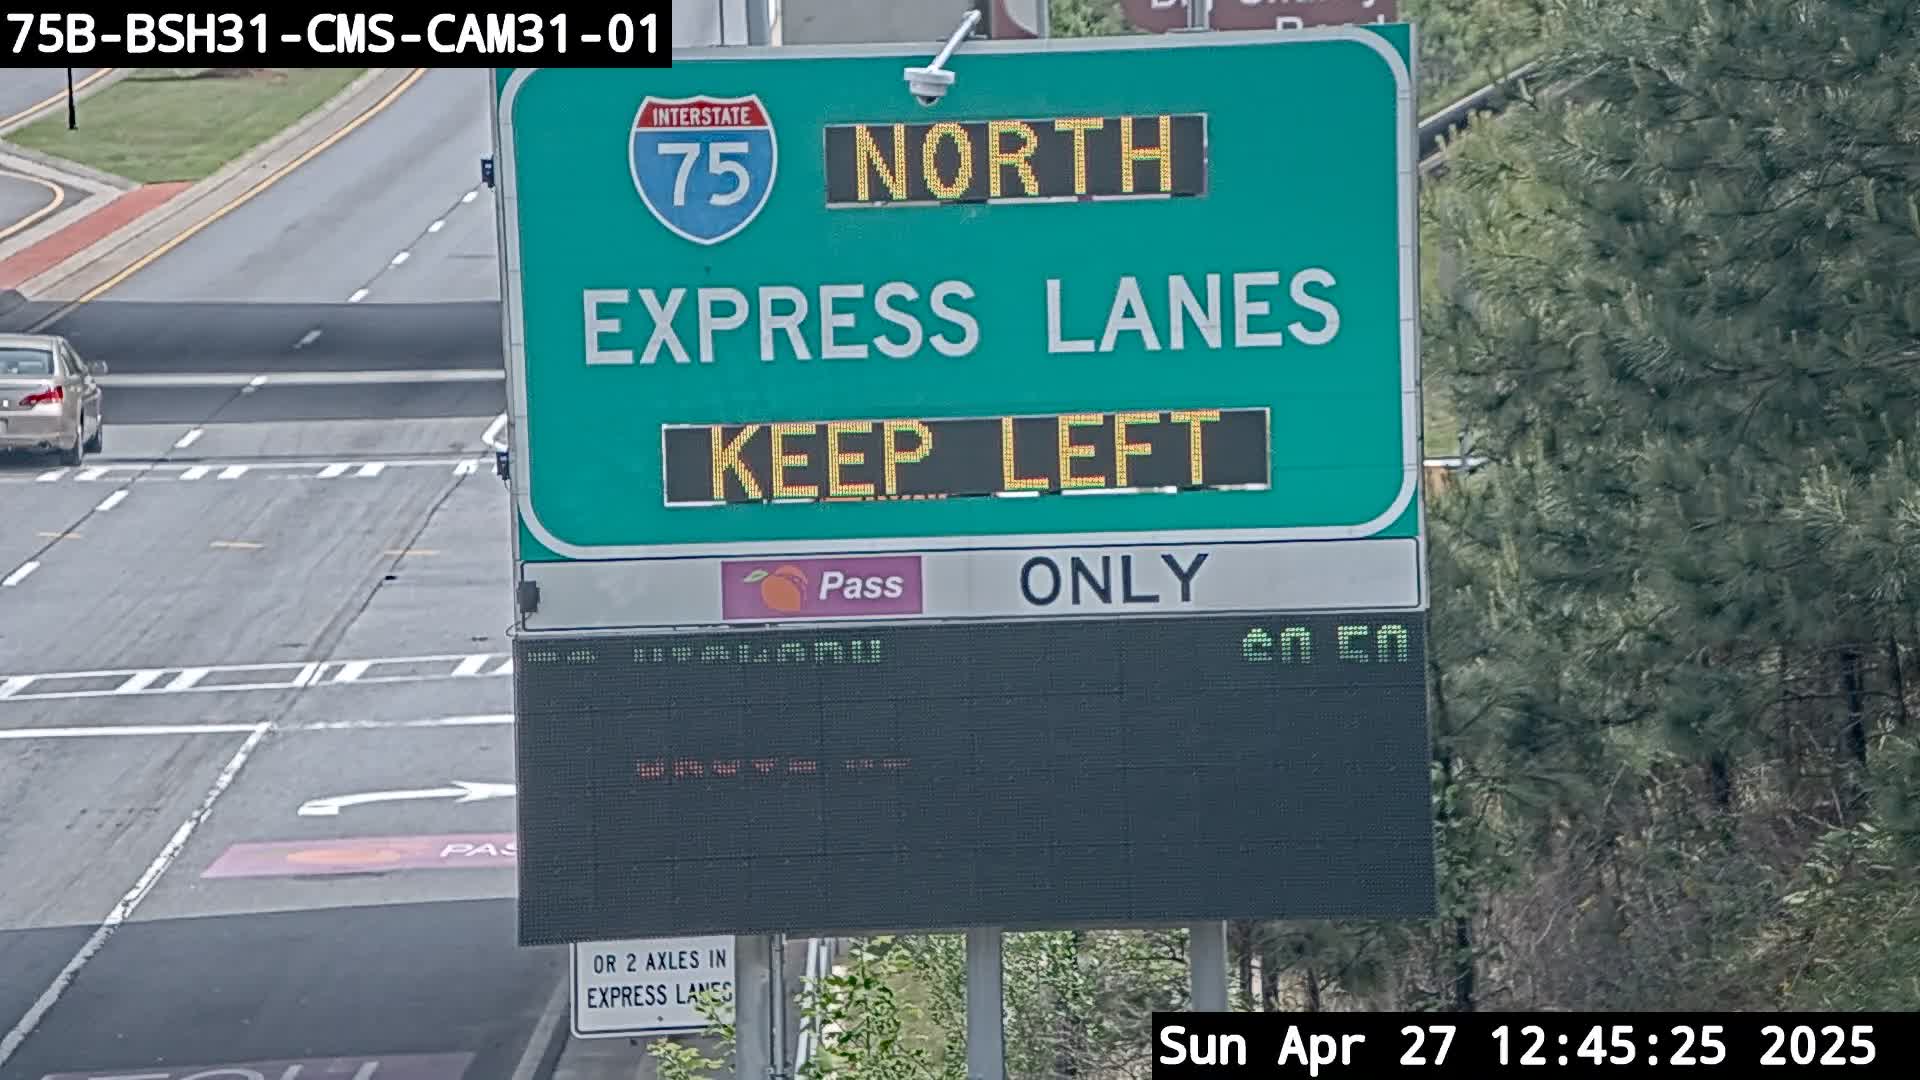 75B-BSH31-CMS-CAM31-01
INTERSTATE
75
NORTH
EXPRESS LANES
KEEP LEFT
Pass
ONLY
OR 2 AXLES IN
EXPRESS LANES
Sun Apr 27 12:45:25 2025